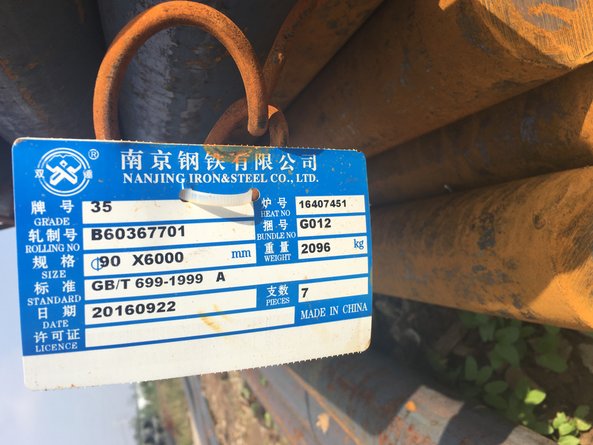 南京钢铁有限公司
NANJING IRON&STEEL CO.,LTD.
双 ®
牌号 35 炉号 16407451
GRADE HEAT NO
轧制号 B60367701 捆号 G012
ROLLING NO BUNDLE NO
规格 ф90 X6000 mm 重量 2096 kg
SIZE WEIGHT
标准 GB/T 699-1999 A
STANDARD
日期 20160922 支数 7
DATE PIECES
许可证 MADE IN CHINA
LICENCE